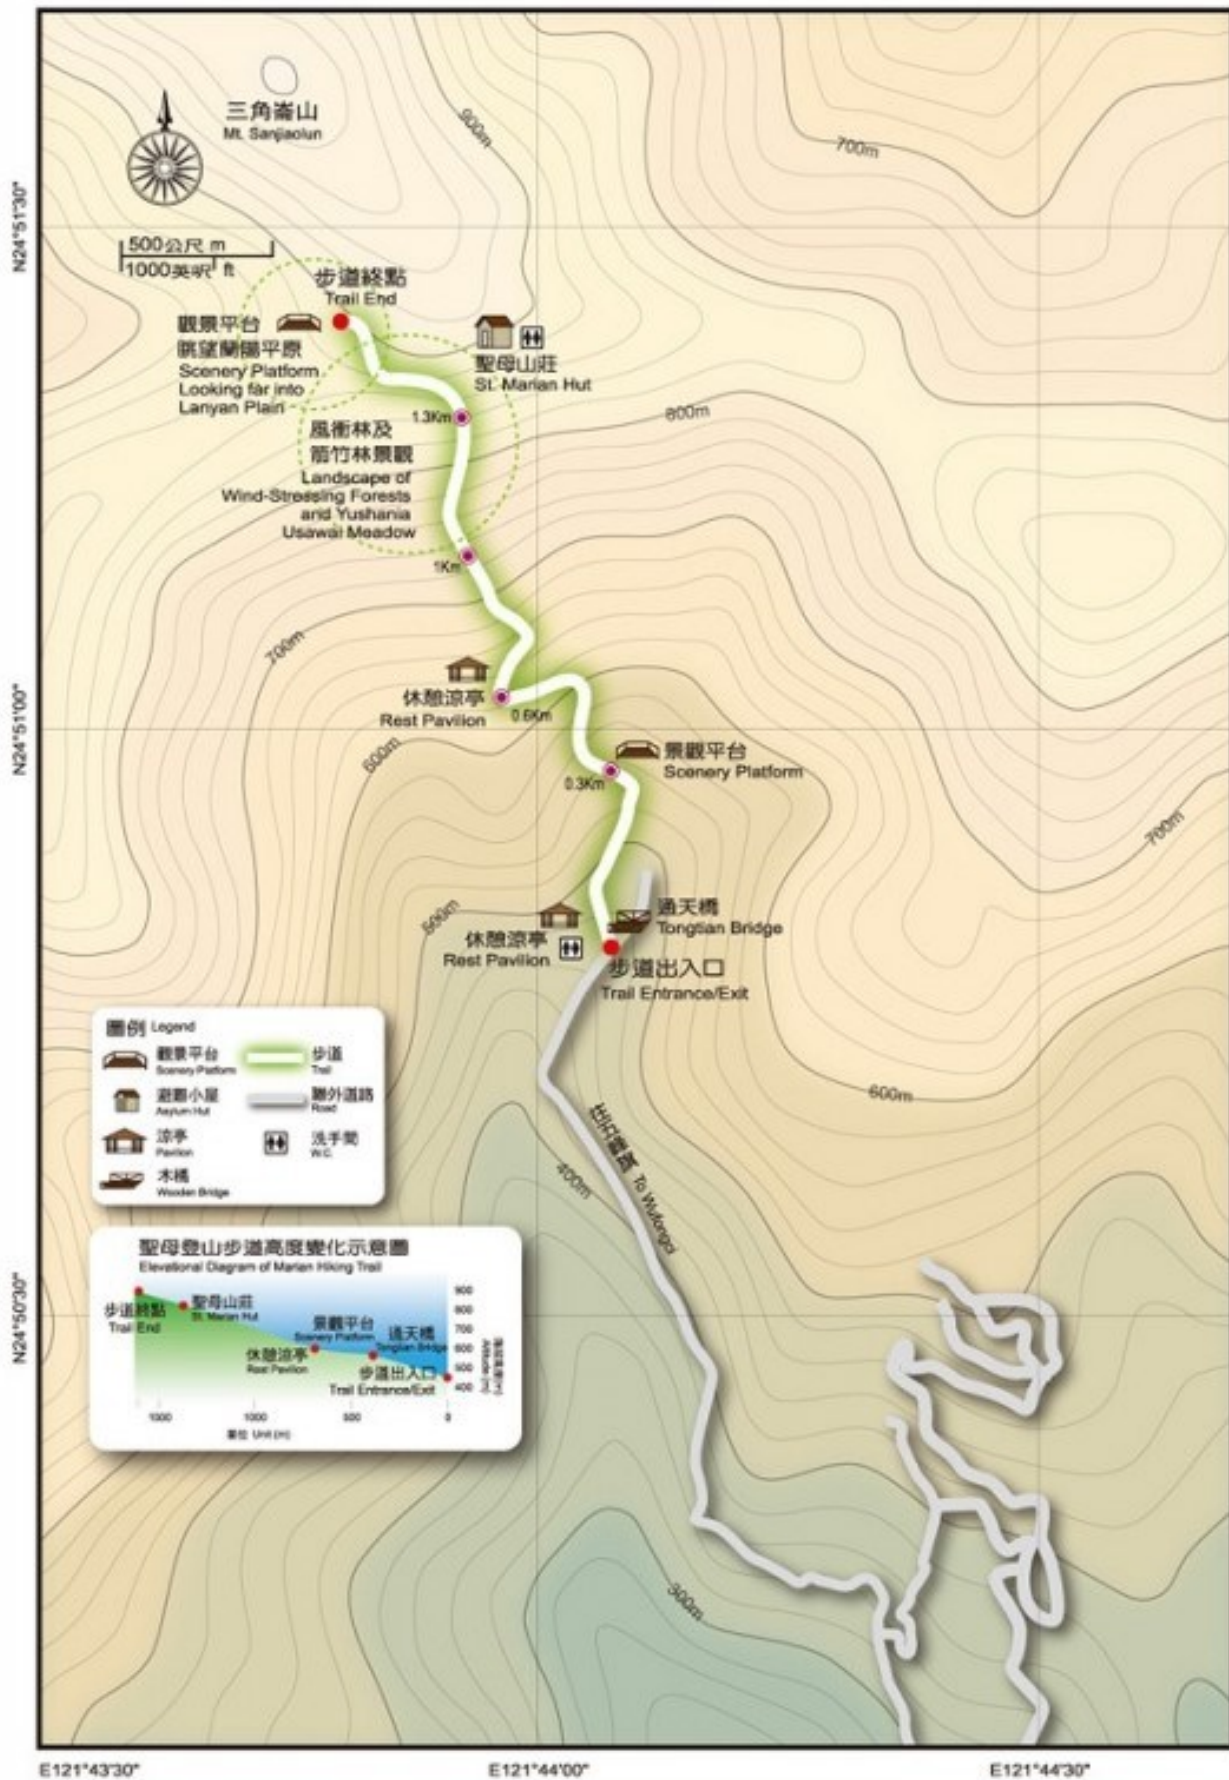 三角崙山
Mt. Sanjiaolun
900m
700m
N24°51'30"
500公尺 m
1000英呎 ft
步道終點
Trail End
觀景平台
眺望蘭陽平原
Scenery Platform
Looking far into
Lanyan Plain
聖母山莊
St. Marian Hut
800m
1.3Km
風衝林及
箭竹林景觀
Landscape of
Wind-Stressing Forests
and Yushania
Usawai Meadow
1Km
700m
休憩涼亭
Rest Pavilion
0.6Km
N24°51'00"
600m
景觀平台
Scenery Platform
0.3Km
700m
500m
通天橋
Tongtian Bridge
休憩涼亭
Rest Pavilion
步道出入口
Trail Entrance/Exit
圖例 Legend
觀景平台
Scenery Platform
步道
Trail
避難小屋
Asylum Hut
聯外道路
Road
涼亭
Pavilion
洗手間
W.C.
木橋
Wooden Bridge
600m
To Wufongci
400m
聖母登山步道高度變化示意圖
Elevational Diagram of Marian Hiking Trail
900
800
700
600
500
400
步道終點
Trail End
聖母山莊
St. Marian Hut
景觀平台
Scenery Platform
通天橋
Tongtian Bridge
休憩涼亭
Rest Pavilion
步道出入口
Trail Entrance/Exit
Altitude (m)
1500
1000
500
0
單位 Unit (m)
N24°50'30"
300m
E121°43'30"
E121°44'00"
E121°44'30"